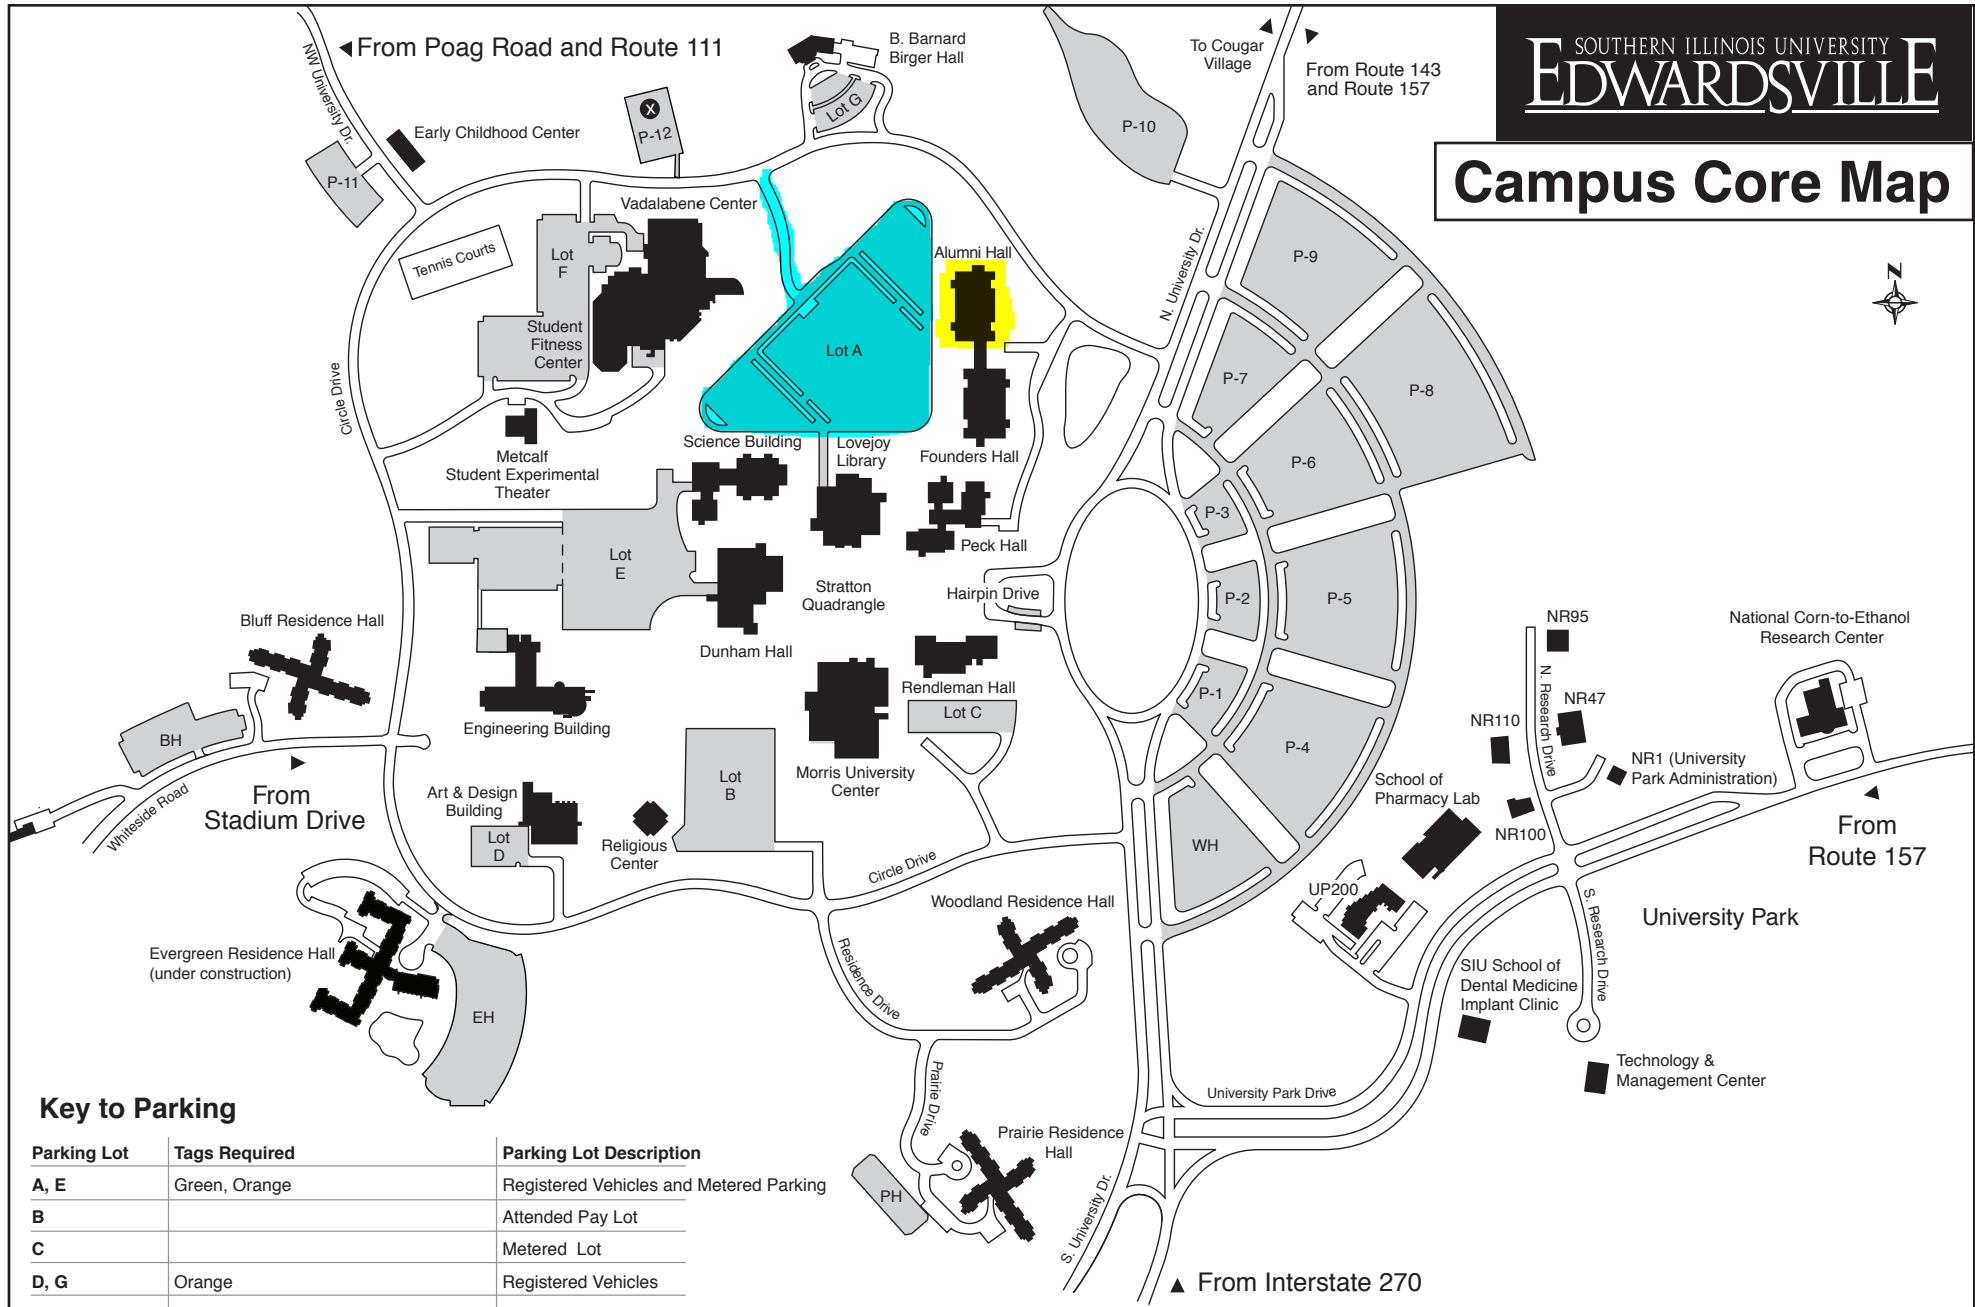 From Poag Road and Route 111
NW University Dr.
B. Barnard
Birger Hall
Lot G
To Cougar
Village
From Route 143
and Route 157
SOUTHERN ILLINOIS UNIVERSITY
EDWARDSVILLE
Campus Core Map
X
P-12
Early Childhood Center
P-11
P-10
Vadalabene Center
Tennis Courts
Lot
F
Student
Fitness
Center
Alumni Hall
Lot A
N. University Dr.
P-9
N
P-7
P-8
Circle Drive
Metcalf
Student Experimental
Theater
Science Building
Lovejoy
Library
Founders Hall
P-6
P-3
Lot
E
Peck Hall
Stratton
Quadrangle
Hairpin Drive
P-2
P-5
Bluff Residence Hall
Dunham Hall
Rendleman Hall
Lot C
P-1
P-4
NR95
National Corn-to-Ethanol
Research Center
N. Research Drive
NR47
NR110
NR1 (University
Park Administration)
BH
Engineering Building
From
Stadium Drive
Whiteside Road
Lot
B
Morris University
Center
Art & Design
Building
Lot
D
Religious
Center
Circle Drive
WH
School of
Pharmacy Lab
NR100
From
Route 157
UP200
S. Research Drive
University Park
Woodland Residence Hall
Evergreen Residence Hall
(under construction)
EH
Residence Drive
SIU School of
Dental Medicine
Implant Clinic
Technology &
Management Center
University Park Drive
Prairie Drive
Prairie Residence
Hall
PH
S. University Dr.
From Interstate 270
Key to Parking
Parking Lot Tags Required Parking Lot Description
A, E Green, Orange Registered Vehicles and Metered Parking
B Attended Pay Lot
C Metered Lot
D, G Orange Registered Vehicles